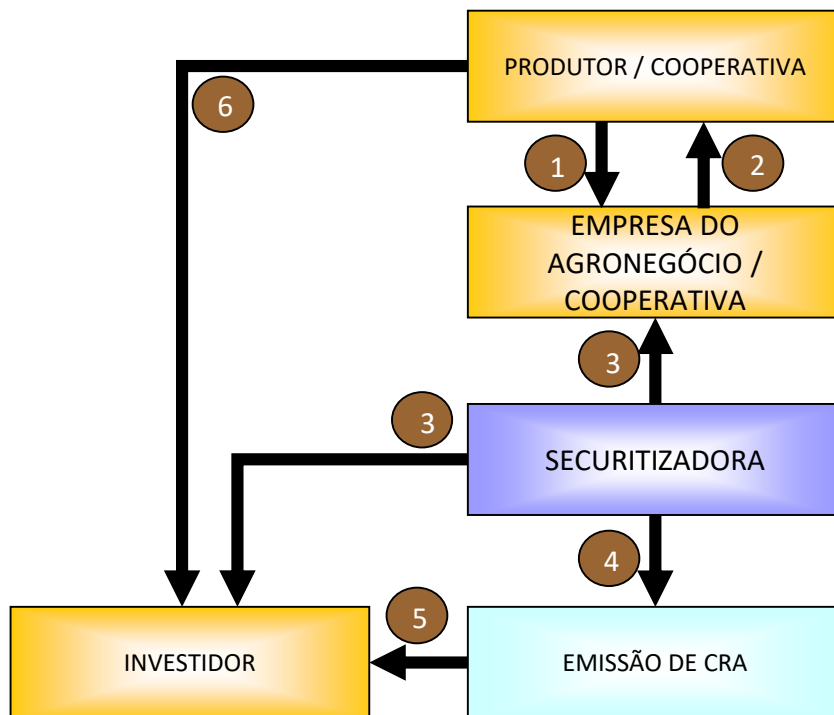 PRODUTOR / COOPERATIVA
6
1
2
EMPRESA DO
AGRONEGÓCIO /
COOPERATIVA
3
3
SECURITIZADORA
4
5
INVESTIDOR
EMISSÃO DE CRA